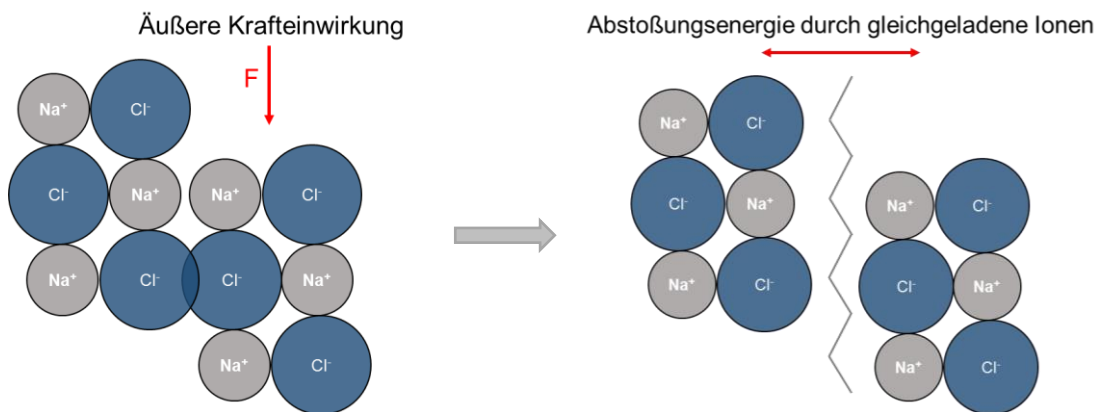 Äußere Krafteinwirkung
F
Na⁺ Cl⁻
Cl⁻ Na⁺ Na⁺ Cl⁻
Na⁺ Cl⁻ Cl⁻ Na⁺
Na⁺ Cl⁻
Abstoßungsenergie durch gleichgeladene Ionen
Na⁺ Cl⁻
Cl⁻ Na⁺ Na⁺ Cl⁻
Na⁺ Cl⁻ Cl⁻ Na⁺
Na⁺ Cl⁻